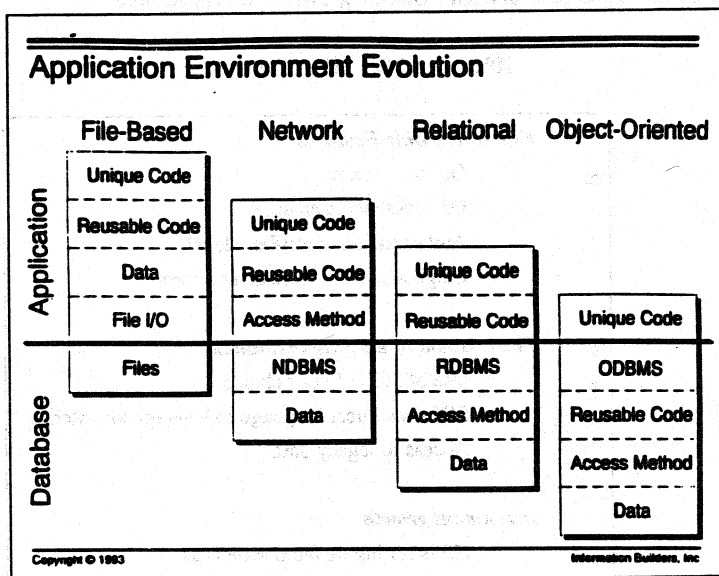 Application Environment Evolution
File-Based Network Relational Object-Oriented
Application
Unique Code
Reusable Code
Data
File I/O
Files
Unique Code
Reusable Code
Access Method
NDBMS
Data
Unique Code
Reusable Code
RDBMS
Access Method
Data
Unique Code
ODBMS
Reusable Code
Access Method
Data
Database
Copyright © 1993
Information Builders, Inc